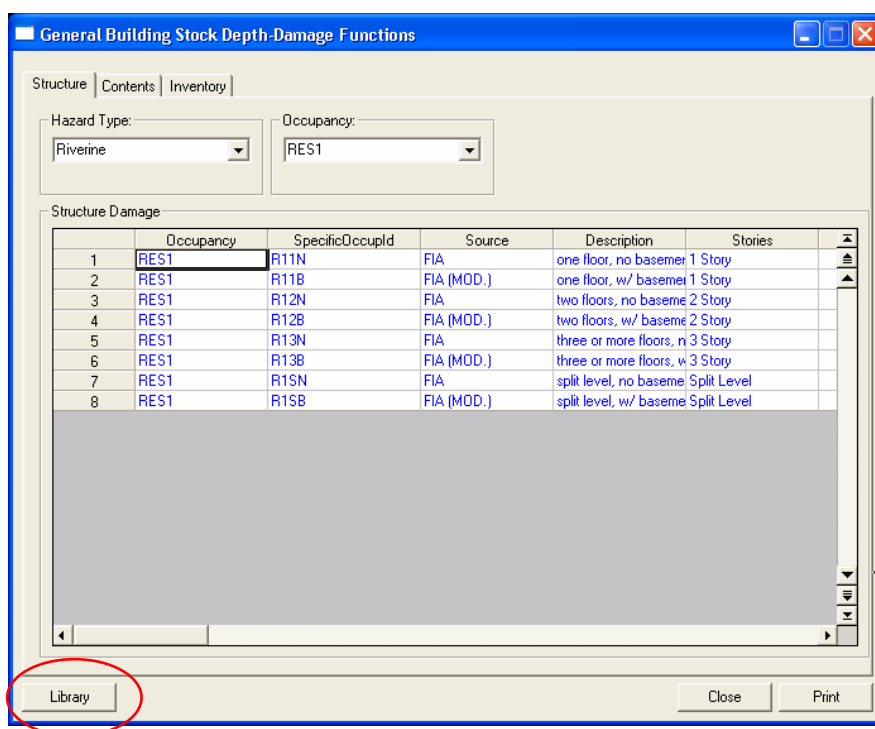 General Building Stock Depth-Damage Functions
Structure Contents Inventory
Hazard Type: Occupancy:
Riverine RES1
Structure Damage
Occupancy SpecificOccupId Source Description Stories
1 RES1 R11N FIA one floor, no basemen 1 Story
2 RES1 R11B FIA (MOD.) one floor, w/ basemen 1 Story
3 RES1 R12N FIA two floors, no baseme 2 Story
4 RES1 R12B FIA (MOD.) two floors, w/ baseme 2 Story
5 RES1 R13N FIA three or more floors, n 3 Story
6 RES1 R13B FIA (MOD.) three or more floors, w 3 Story
7 RES1 R1SN FIA split level, no baseme Split Level
8 RES1 R1SB FIA (MOD.) split level, w/ baseme Split Level
Library Close Print